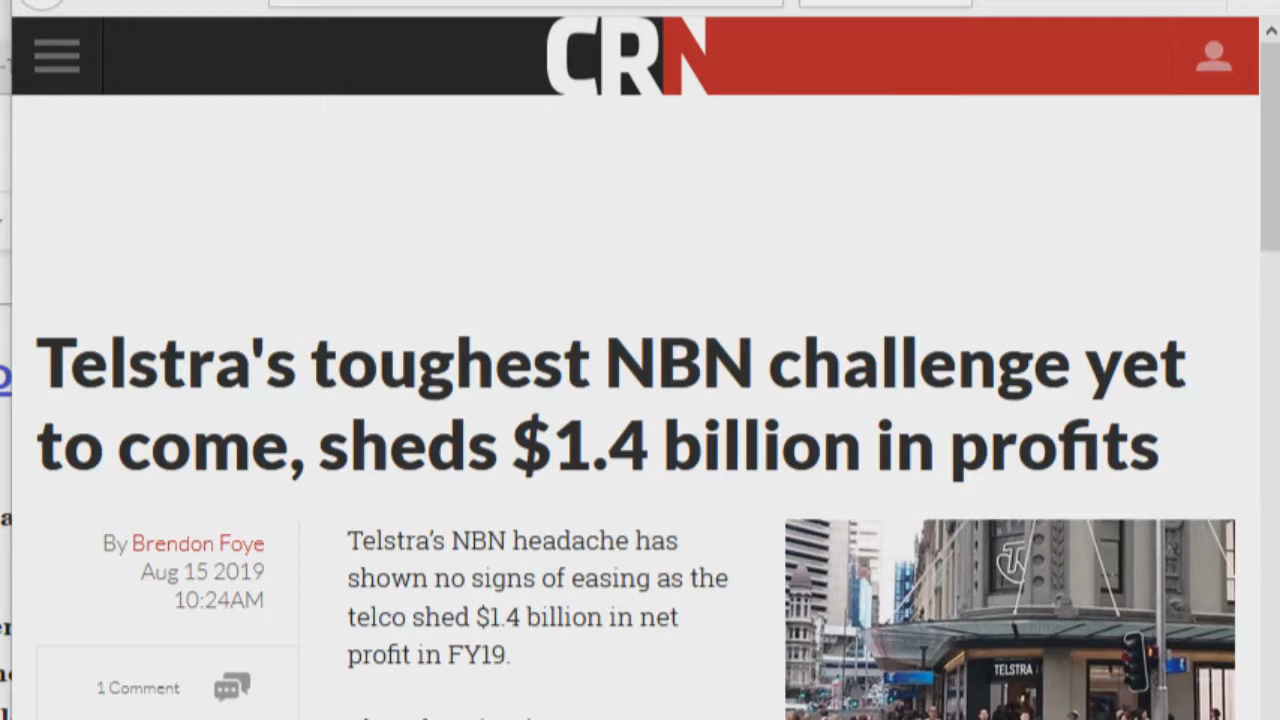 CRN
Telstra's toughest NBN challenge yet
to come, sheds $1.4 billion in profits
By Brendon Foye
Aug 15 2019
10:24AM
1 Comment
Telstra's NBN headache has
shown no signs of easing as the
telco shed $1.4 billion in net
profit in FY19.
TELSTRA